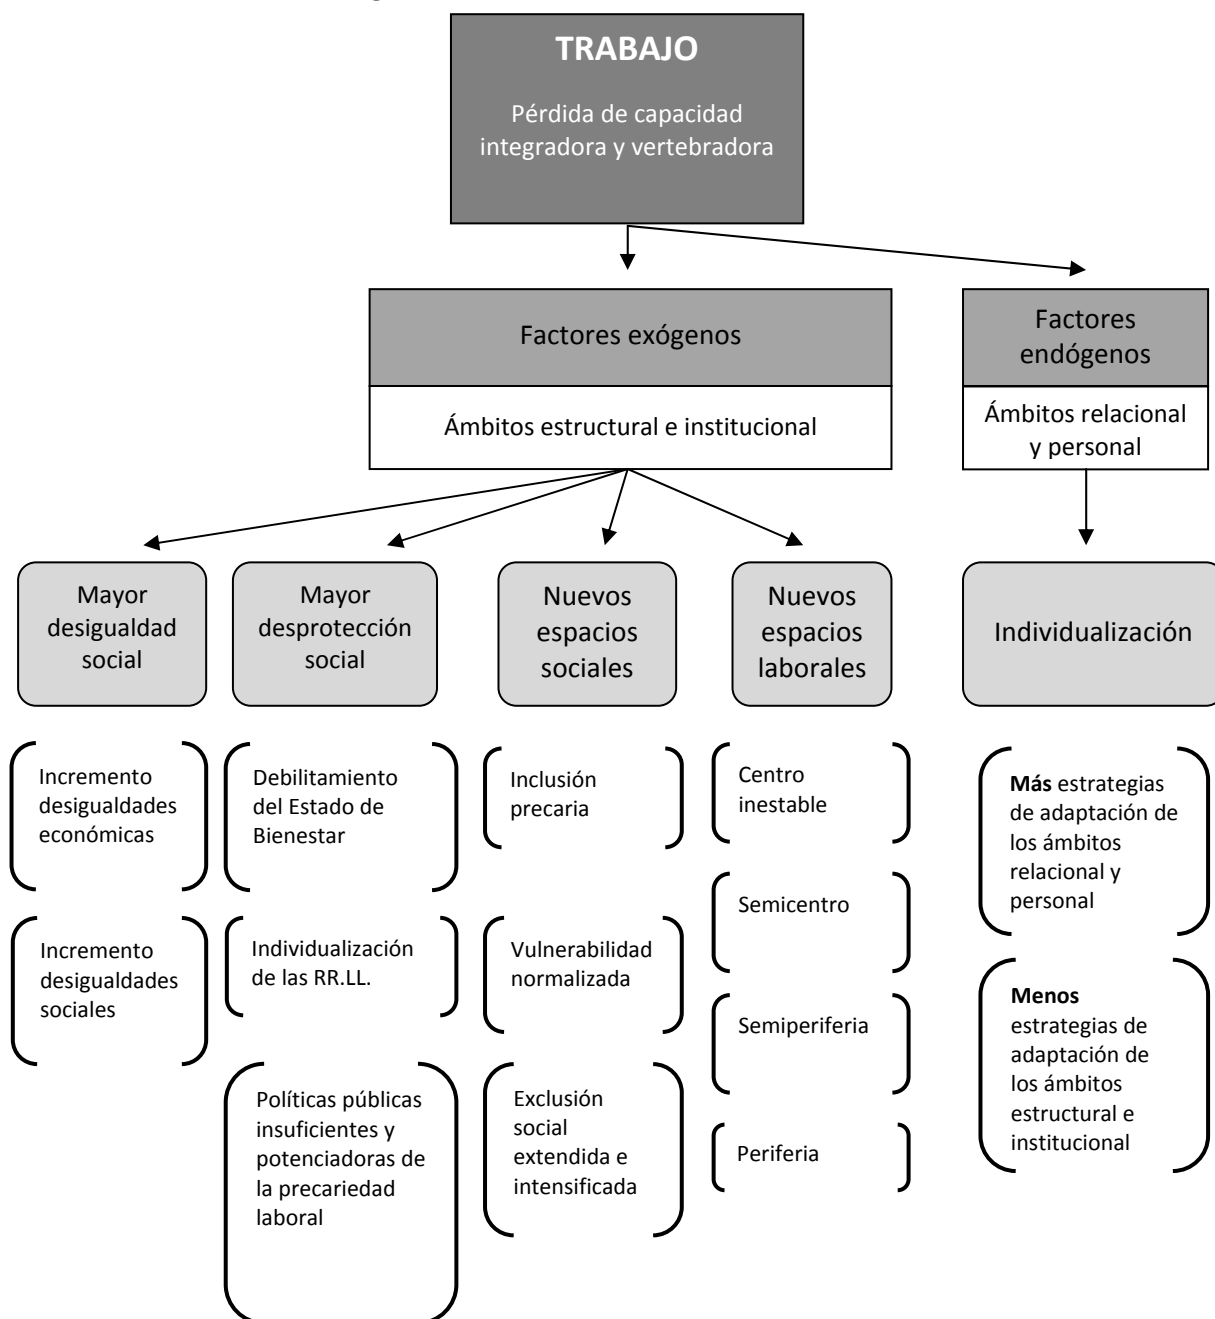 TRABAJO
Pérdida de capacidad
integradora y vertebradora
Factores exógenos
Ámbitos estructural e institucional
Factores
endógenos
Ámbitos relacional
y personal
Mayor
desigualdad
social
Mayor
desprotección
social
Nuevos
espacios
sociales
Nuevos
espacios
laborales
Individualización
Incremento
desigualdades
económicas
Incremento
desigualdades
sociales
Debilitamiento
del Estado de
Bienestar
Individualización
de las RR.LL.
Políticas públicas
insuficientes y
potenciadoras de
la precariedad
laboral
Inclusión
precaria
Vulnerabilidad
normalizada
Exclusión
social
extendida e
intensificada
Centro
inestable
Semicentro
Semiperiferia
Periferia
Más estrategias
de adaptación de
los ámbitos
relacional y
personal
Menos
estrategias de
adaptación de
los ámbitos
estructural e
institucional